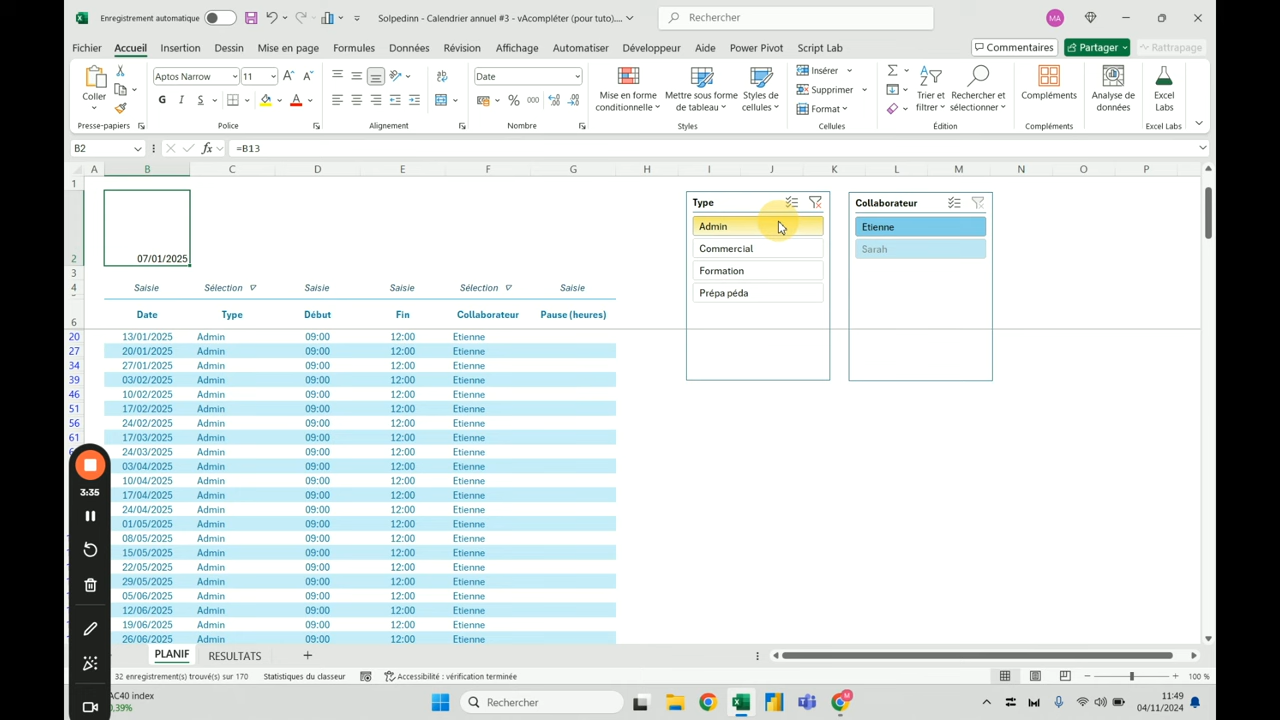 Enregistrement automatique
Solpedinn - Calendrier annuel #3 - vAcompléter (pour tuto)....
Rechercher
MA
Fichier Accueil Insertion Dessin Mise en page Formules Données Révision Affichage Automatiser Développeur Aide Power Pivot Script Lab
Commentaires
Partager
Rattrapage
Coller
Aptos Narrow 11
G I S
Date
% 000
Mise en forme conditionnelle
Mettre sous forme de tableau
Styles de cellules
Insérer
Supprimer
Format
Trier et filtrer
Rechercher et sélectionner
Compléments
Analyse de données
Excel Labs
Presse-papiers Police Alignement Nombre Styles Cellules Édition Compléments Excel Labs
B2 fx =B13
A B C D E F G H I J K L M N O P
1
2 07/01/2025
3
4 Saisie Sélection Saisie Saisie Sélection Saisie
6 Date Type Début Fin Collaborateur Pause (heures)
20 13/01/2025 Admin 09:00 12:00 Etienne
27 20/01/2025 Admin 09:00 12:00 Etienne
34 27/01/2025 Admin 09:00 12:00 Etienne
39 03/02/2025 Admin 09:00 12:00 Etienne
46 10/02/2025 Admin 09:00 12:00 Etienne
51 17/02/2025 Admin 09:00 12:00 Etienne
56 24/02/2025 Admin 09:00 12:00 Etienne
61 17/03/2025 Admin 09:00 12:00 Etienne
24/03/2025 Admin 09:00 12:00 Etienne
03/04/2025 Admin 09:00 12:00 Etienne
10/04/2025 Admin 09:00 12:00 Etienne
17/04/2025 Admin 09:00 12:00 Etienne
24/04/2025 Admin 09:00 12:00 Etienne
01/05/2025 Admin 09:00 12:00 Etienne
08/05/2025 Admin 09:00 12:00 Etienne
15/05/2025 Admin 09:00 12:00 Etienne
22/05/2025 Admin 09:00 12:00 Etienne
29/05/2025 Admin 09:00 12:00 Etienne
05/06/2025 Admin 09:00 12:00 Etienne
12/06/2025 Admin 09:00 12:00 Etienne
19/06/2025 Admin 09:00 12:00 Etienne
26/06/2025 Admin 09:00 12:00 Etienne
Type
Admin
Commercial
Formation
Prépa péda
Collaborateur
Etienne
Sarah
3:35
PLANIF RESULTATS +
32 enregistrement(s) trouvé(s) sur 170 Statistiques du classeur Accessibilité : vérification terminée
100 %
AC40 index
0,39%
Rechercher
11:49
04/11/2024